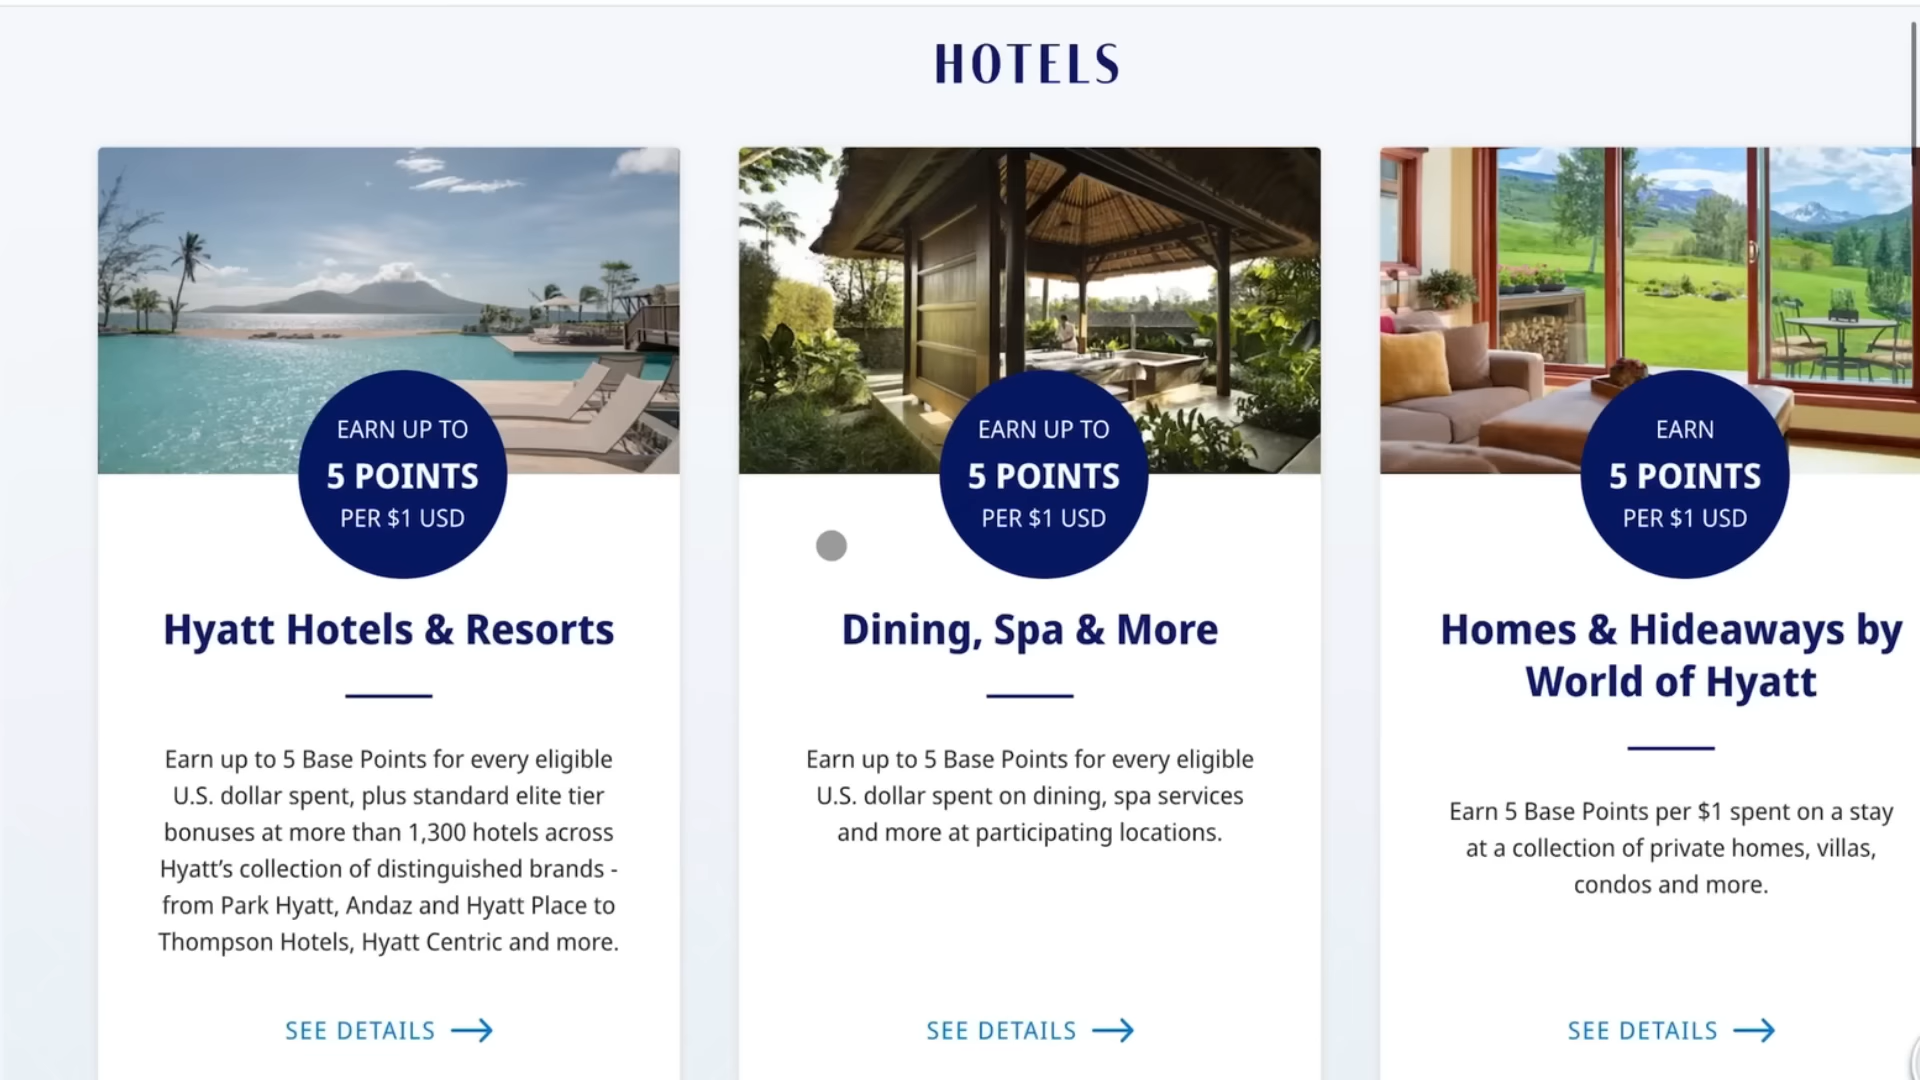 HOTELS
EARN UP TO
5 POINTS
PER $1 USD
Hyatt Hotels & Resorts
Earn up to 5 Base Points for every eligible
U.S. dollar spent, plus standard elite tier
bonuses at more than 1,300 hotels across
Hyatt’s collection of distinguished brands -
from Park Hyatt, Andaz and Hyatt Place to
Thompson Hotels, Hyatt Centric and more.
SEE DETAILS
EARN UP TO
5 POINTS
PER $1 USD
Dining, Spa & More
Earn up to 5 Base Points for every eligible
U.S. dollar spent on dining, spa services
and more at participating locations.
SEE DETAILS
EARN
5 POINTS
PER $1 USD
Homes & Hideaways by
World of Hyatt
Earn 5 Base Points per $1 spent on a stay
at a collection of private homes, villas,
condos and more.
SEE DETAILS